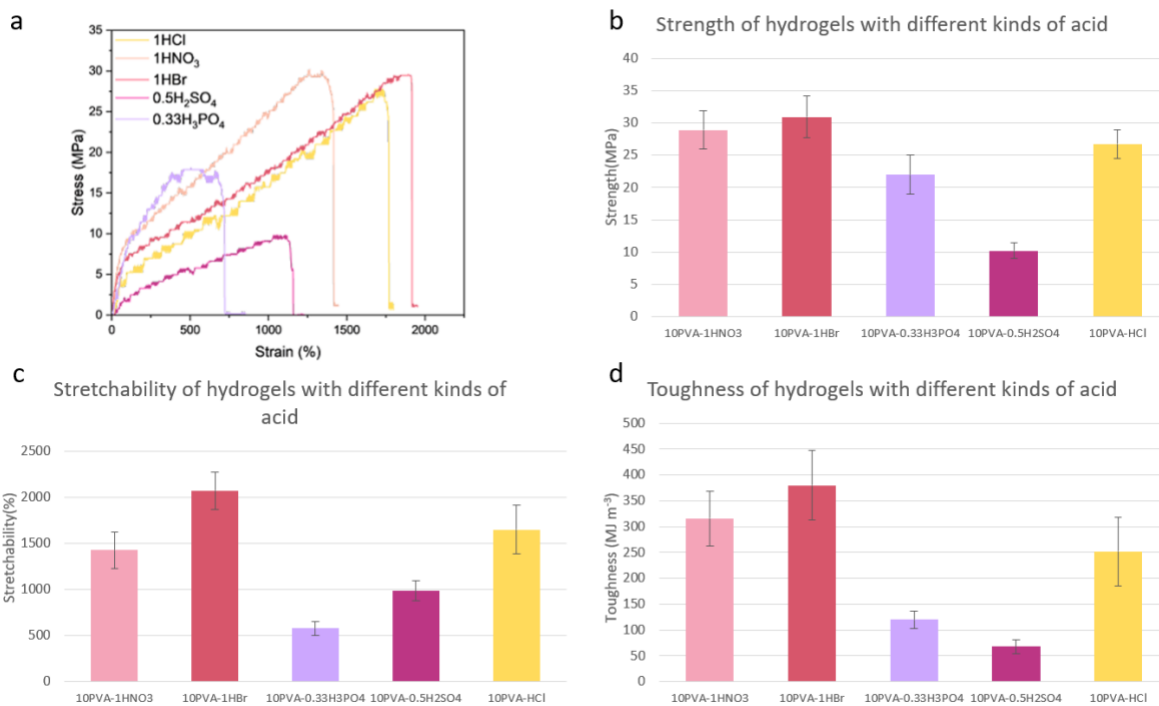 a
35
30
25
20
15
10
5
0
Stress (MPa)
1HCl
1HNO₃
1HBr
0.5H₂SO₄
0.33H₃PO₄
0 500 1000 1500 2000
Strain (%)
b
Strength of hydrogels with different kinds of acid
40
35
30
25
20
15
10
5
0
Strength(MPa)
10PVA-1HNO3 10PVA-1HBr 10PVA-0.33H3PO4 10PVA-0.5H2SO4 10PVA-HCl
c
Stretchability of hydrogels with different kinds of
acid
2500
2000
1500
1000
500
0
Stretchability(%)
10PVA-1HNO3 10PVA-1HBr 10PVA-0.33H3PO4 10PVA-0.5H2SO4 10PVA-HCl
d
Toughness of hydrogels with different kinds of acid
500
450
400
350
300
250
200
150
100
50
0
Toughness (MJ m⁻³)
10PVA-1HNO3 10PVA-1HBr 10PVA-0.33H3PO4 10PVA-0.5H2SO4 10PVA-HCl